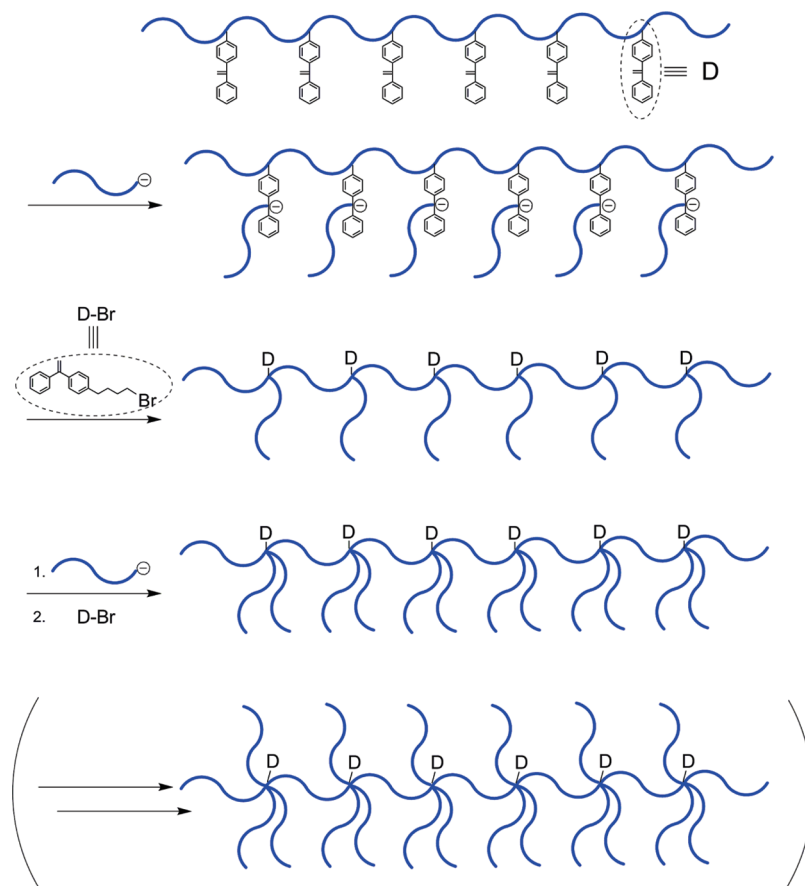 D
⊖
⊖ ⊖ ⊖ ⊖ ⊖ ⊖
D-Br
Br
D D D D D D
1. ⊖
2. D-Br
D D D D D D
D D D D D D